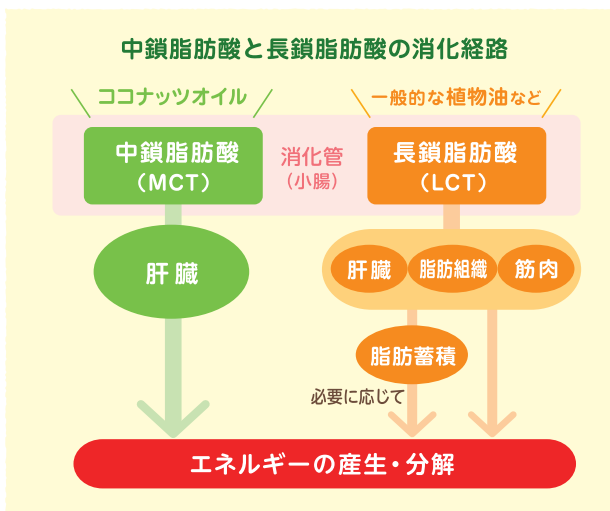 中鎖脂肪酸と長鎖脂肪酸の消化経路
ココナッツオイル
一般的な植物油など
中鎖脂肪酸
（MCT）
消化管
（小腸）
長鎖脂肪酸
（LCT）
肝臓
肝臓
脂肪組織
筋肉
脂肪蓄積
必要に応じて
エネルギーの産生・分解